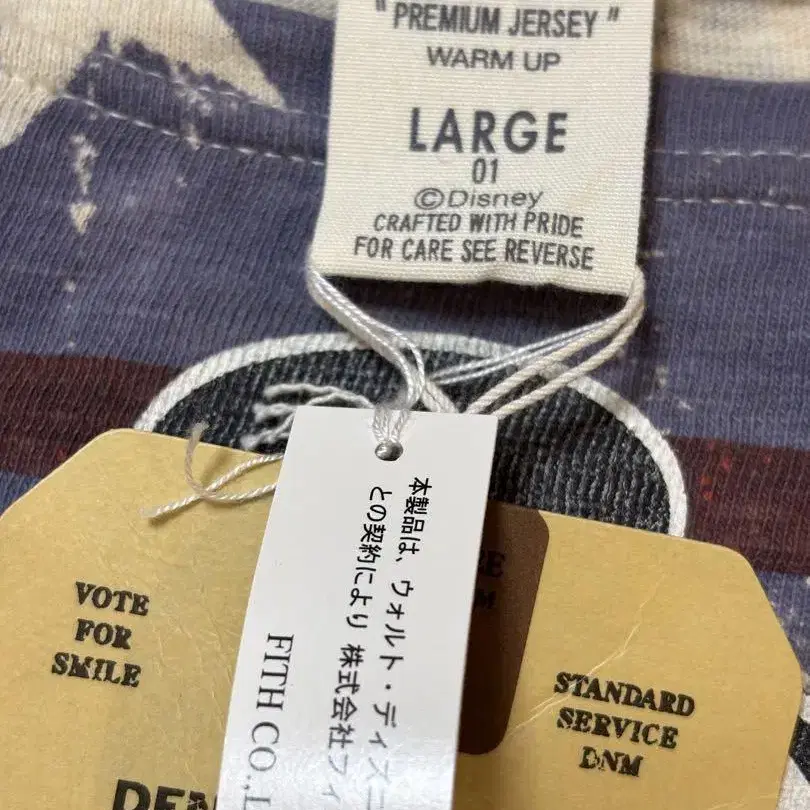 "PREMIUM JERSEY"
WARM UP
LARGE
01
©Disney
CRAFTED WITH PRIDE
FOR CARE SEE REVERSE
本製品は、ウォルト・ディズニ
との契約により 株式会社フィ
FITH CO.,L
VOTE
FOR
SMILE
STANDARD
SERVICE
DNM